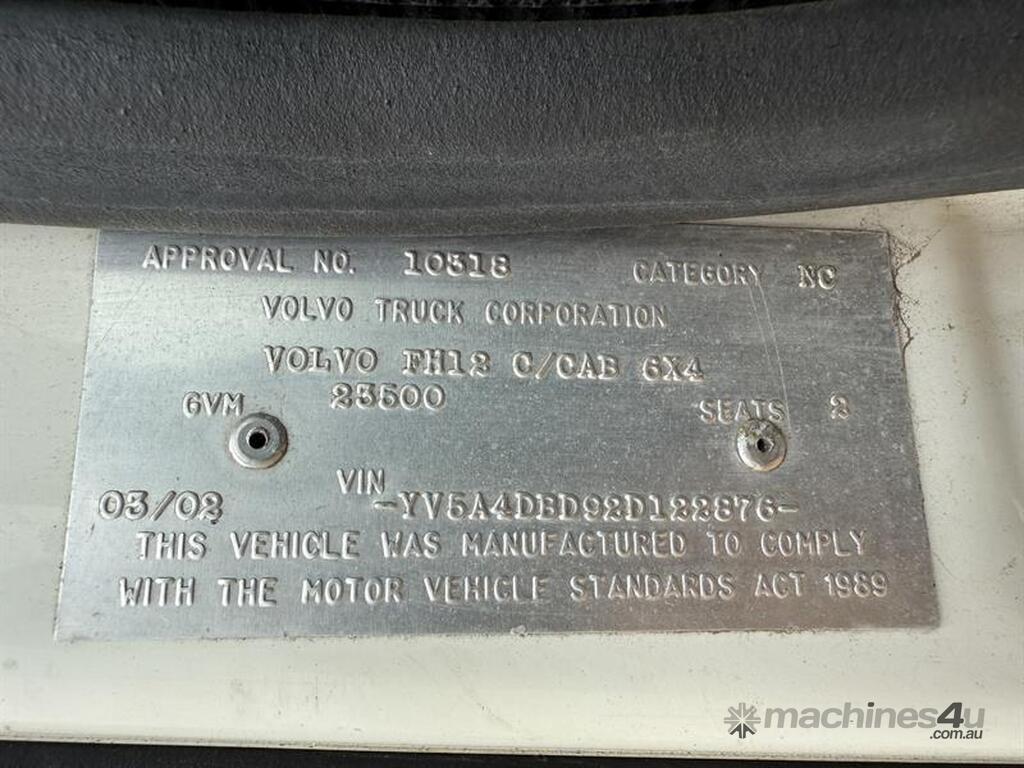 APPROVAL NO. 10318 CATEGORY NC
VOLVO TRUCK CORPORATION
VOLVO FH12 C/CAB 6X4
GVM 23500 SEATS 2
VIN
03/02 -YV5A4DBD92D122876-
THIS VEHICLE WAS MANUFACTURED TO COMPLY
WITH THE MOTOR VEHICLE STANDARDS ACT 1989
machines4u
.com.au